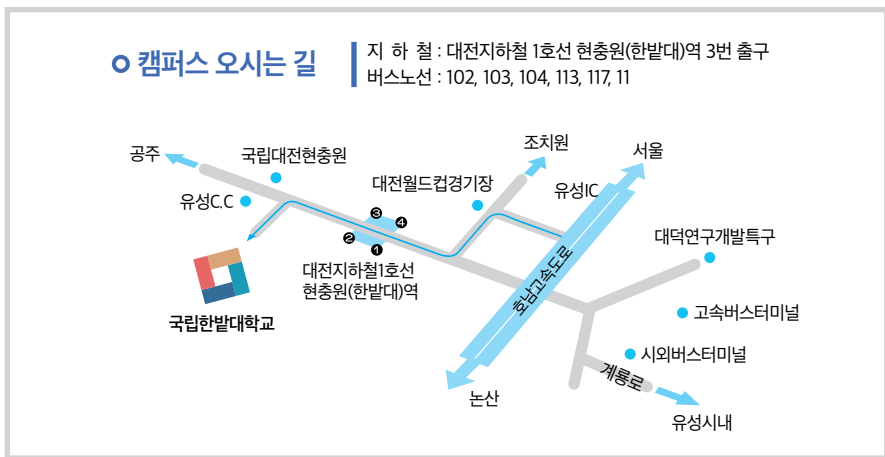 캠퍼스 오시는 길
지 하 철 : 대전지하철 1호선 현충원(한밭대)역 3번 출구
버스노선 : 102, 103, 104, 113, 117, 11
공주
국립대전현충원
조치원
서울
유성C.C
대전월드컵경기장
유성IC
❸
❹
❷
❶
대덕연구개발특구
대전지하철1호선
현충원(한밭대)역
호남고속도로
국립한밭대학교
고속버스터미널
시외버스터미널
계룡로
논산
유성시내